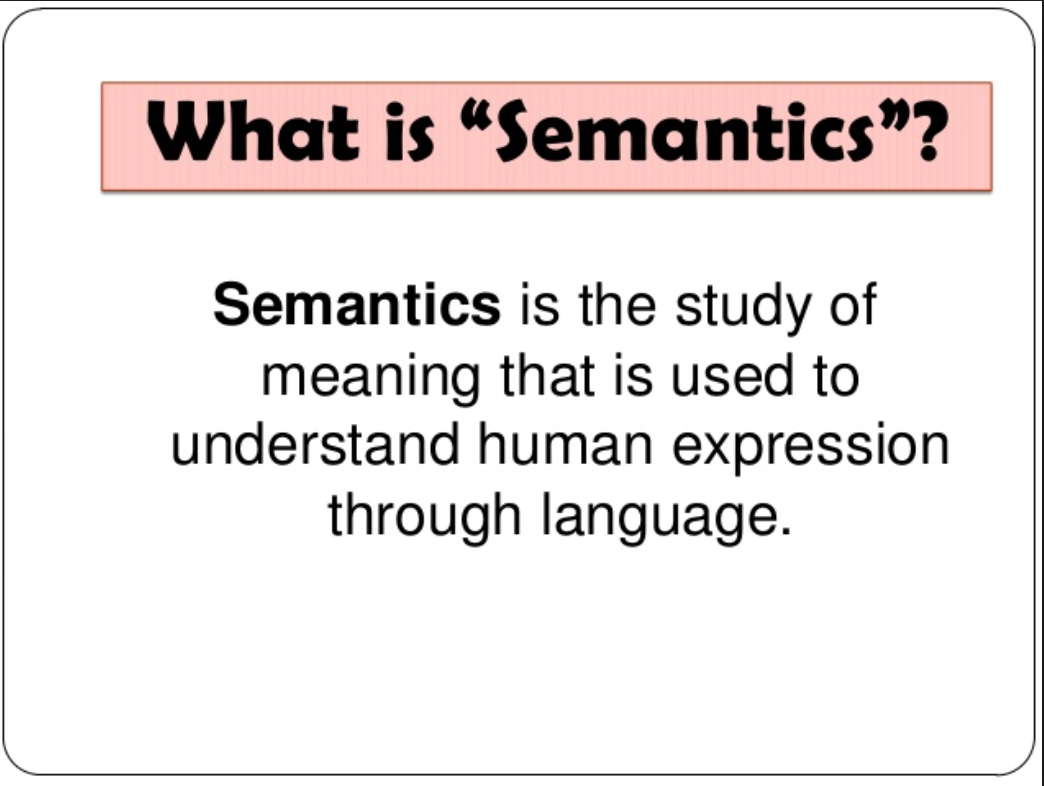 What is “Semantics”?
Semantics is the study of
meaning that is used to
understand human expression
through language.